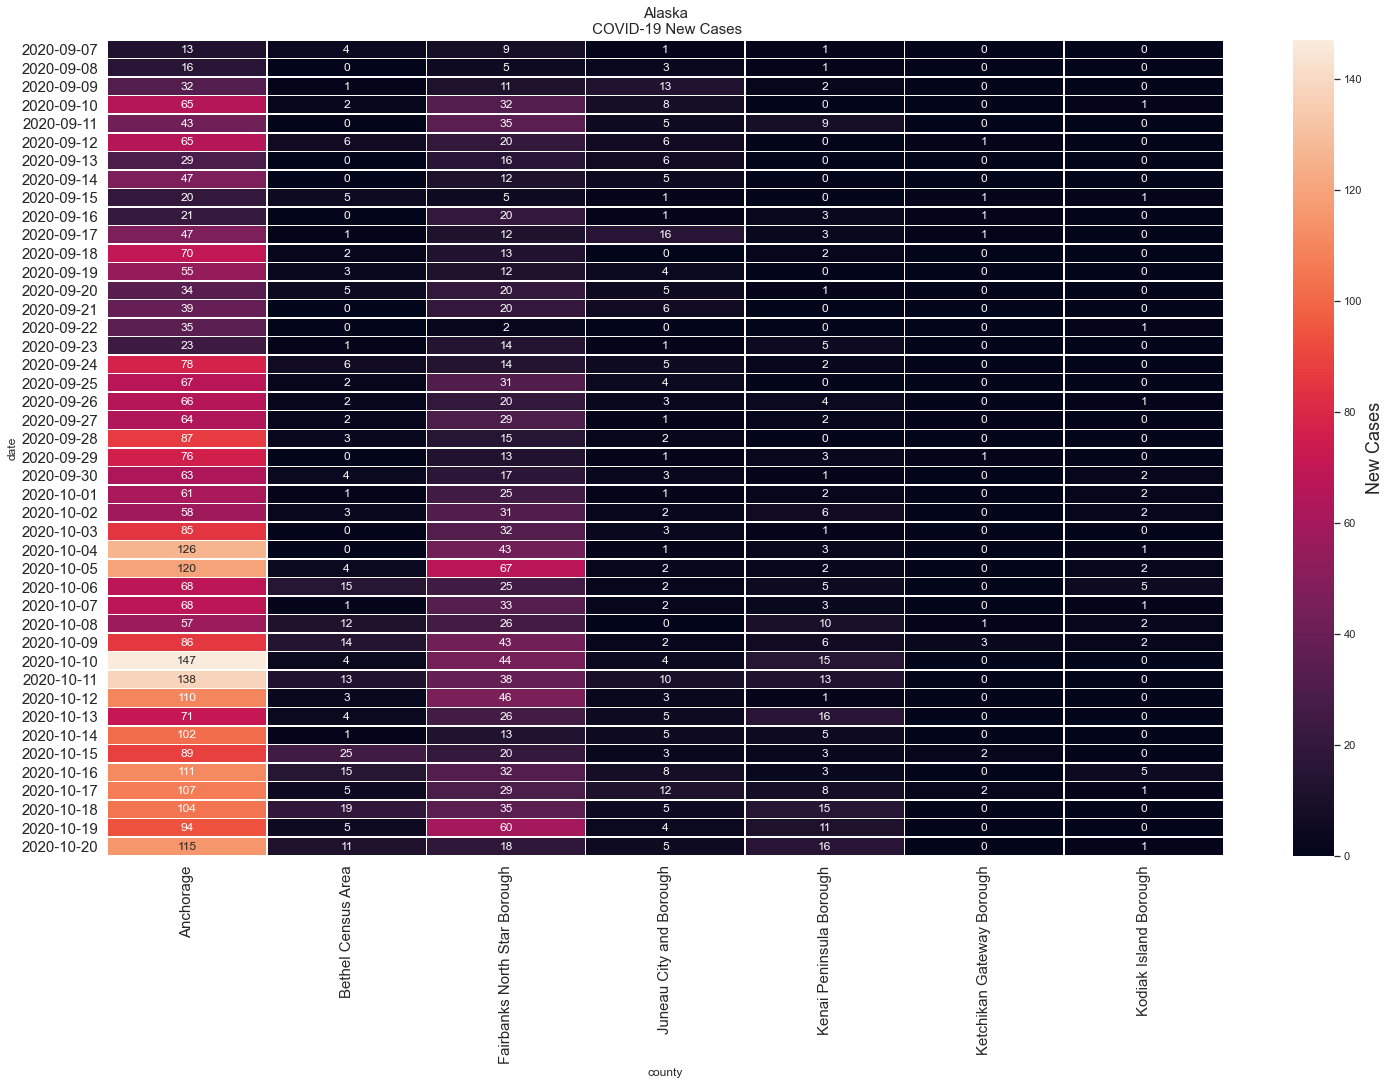 Alaska
COVID-19 New Cases
2020-09-07 13 4 9 1 1 0 0
2020-09-08 16 0 5 3 1 0 0
2020-09-09 32 1 11 13 2 0 0
2020-09-10 65 2 32 8 0 0 1
2020-09-11 43 0 35 5 9 0 0
2020-09-12 65 6 20 6 0 1 0
2020-09-13 29 0 16 6 0 0 0
2020-09-14 47 0 12 5 0 0 0
2020-09-15 20 5 5 1 0 1 1
2020-09-16 21 0 20 1 3 1 0
2020-09-17 47 1 12 16 3 1 0
2020-09-18 70 2 13 0 2 0 0
2020-09-19 55 3 12 4 0 0 0
2020-09-20 34 5 20 5 1 0 0
2020-09-21 39 0 20 6 0 0 0
2020-09-22 35 0 2 0 0 0 1
2020-09-23 23 1 14 1 5 0 0
2020-09-24 78 6 14 5 2 0 0
2020-09-25 67 2 31 4 0 0 0
2020-09-26 66 2 20 3 4 0 1
2020-09-27 64 2 29 1 2 0 0
2020-09-28 87 3 15 2 0 0 0
2020-09-29 76 0 13 1 3 1 0
2020-09-30 63 4 17 3 1 0 2
2020-10-01 61 1 25 1 2 0 2
2020-10-02 58 3 31 2 6 0 2
2020-10-03 85 0 32 3 1 0 0
2020-10-04 126 0 43 1 3 0 1
2020-10-05 120 4 67 2 2 0 2
2020-10-06 68 15 25 2 5 0 5
2020-10-07 68 1 33 2 3 0 1
2020-10-08 57 12 26 0 10 1 2
2020-10-09 86 14 43 2 6 3 2
2020-10-10 147 4 44 4 15 0 0
2020-10-11 138 13 38 10 13 0 0
2020-10-12 110 3 46 3 1 0 0
2020-10-13 71 4 26 5 16 0 0
2020-10-14 102 1 13 5 5 0 0
2020-10-15 89 25 20 3 3 2 0
2020-10-16 111 15 32 8 3 0 5
2020-10-17 107 5 29 12 8 2 1
2020-10-18 104 19 35 5 15 0 0
2020-10-19 94 5 60 4 11 0 0
2020-10-20 115 11 18 5 16 0 1
date
Anchorage
Bethel Census Area
Fairbanks North Star Borough
Juneau City and Borough
Kenai Peninsula Borough
Ketchikan Gateway Borough
Kodiak Island Borough
county
140
120
100
80
60
40
20
0
New Cases